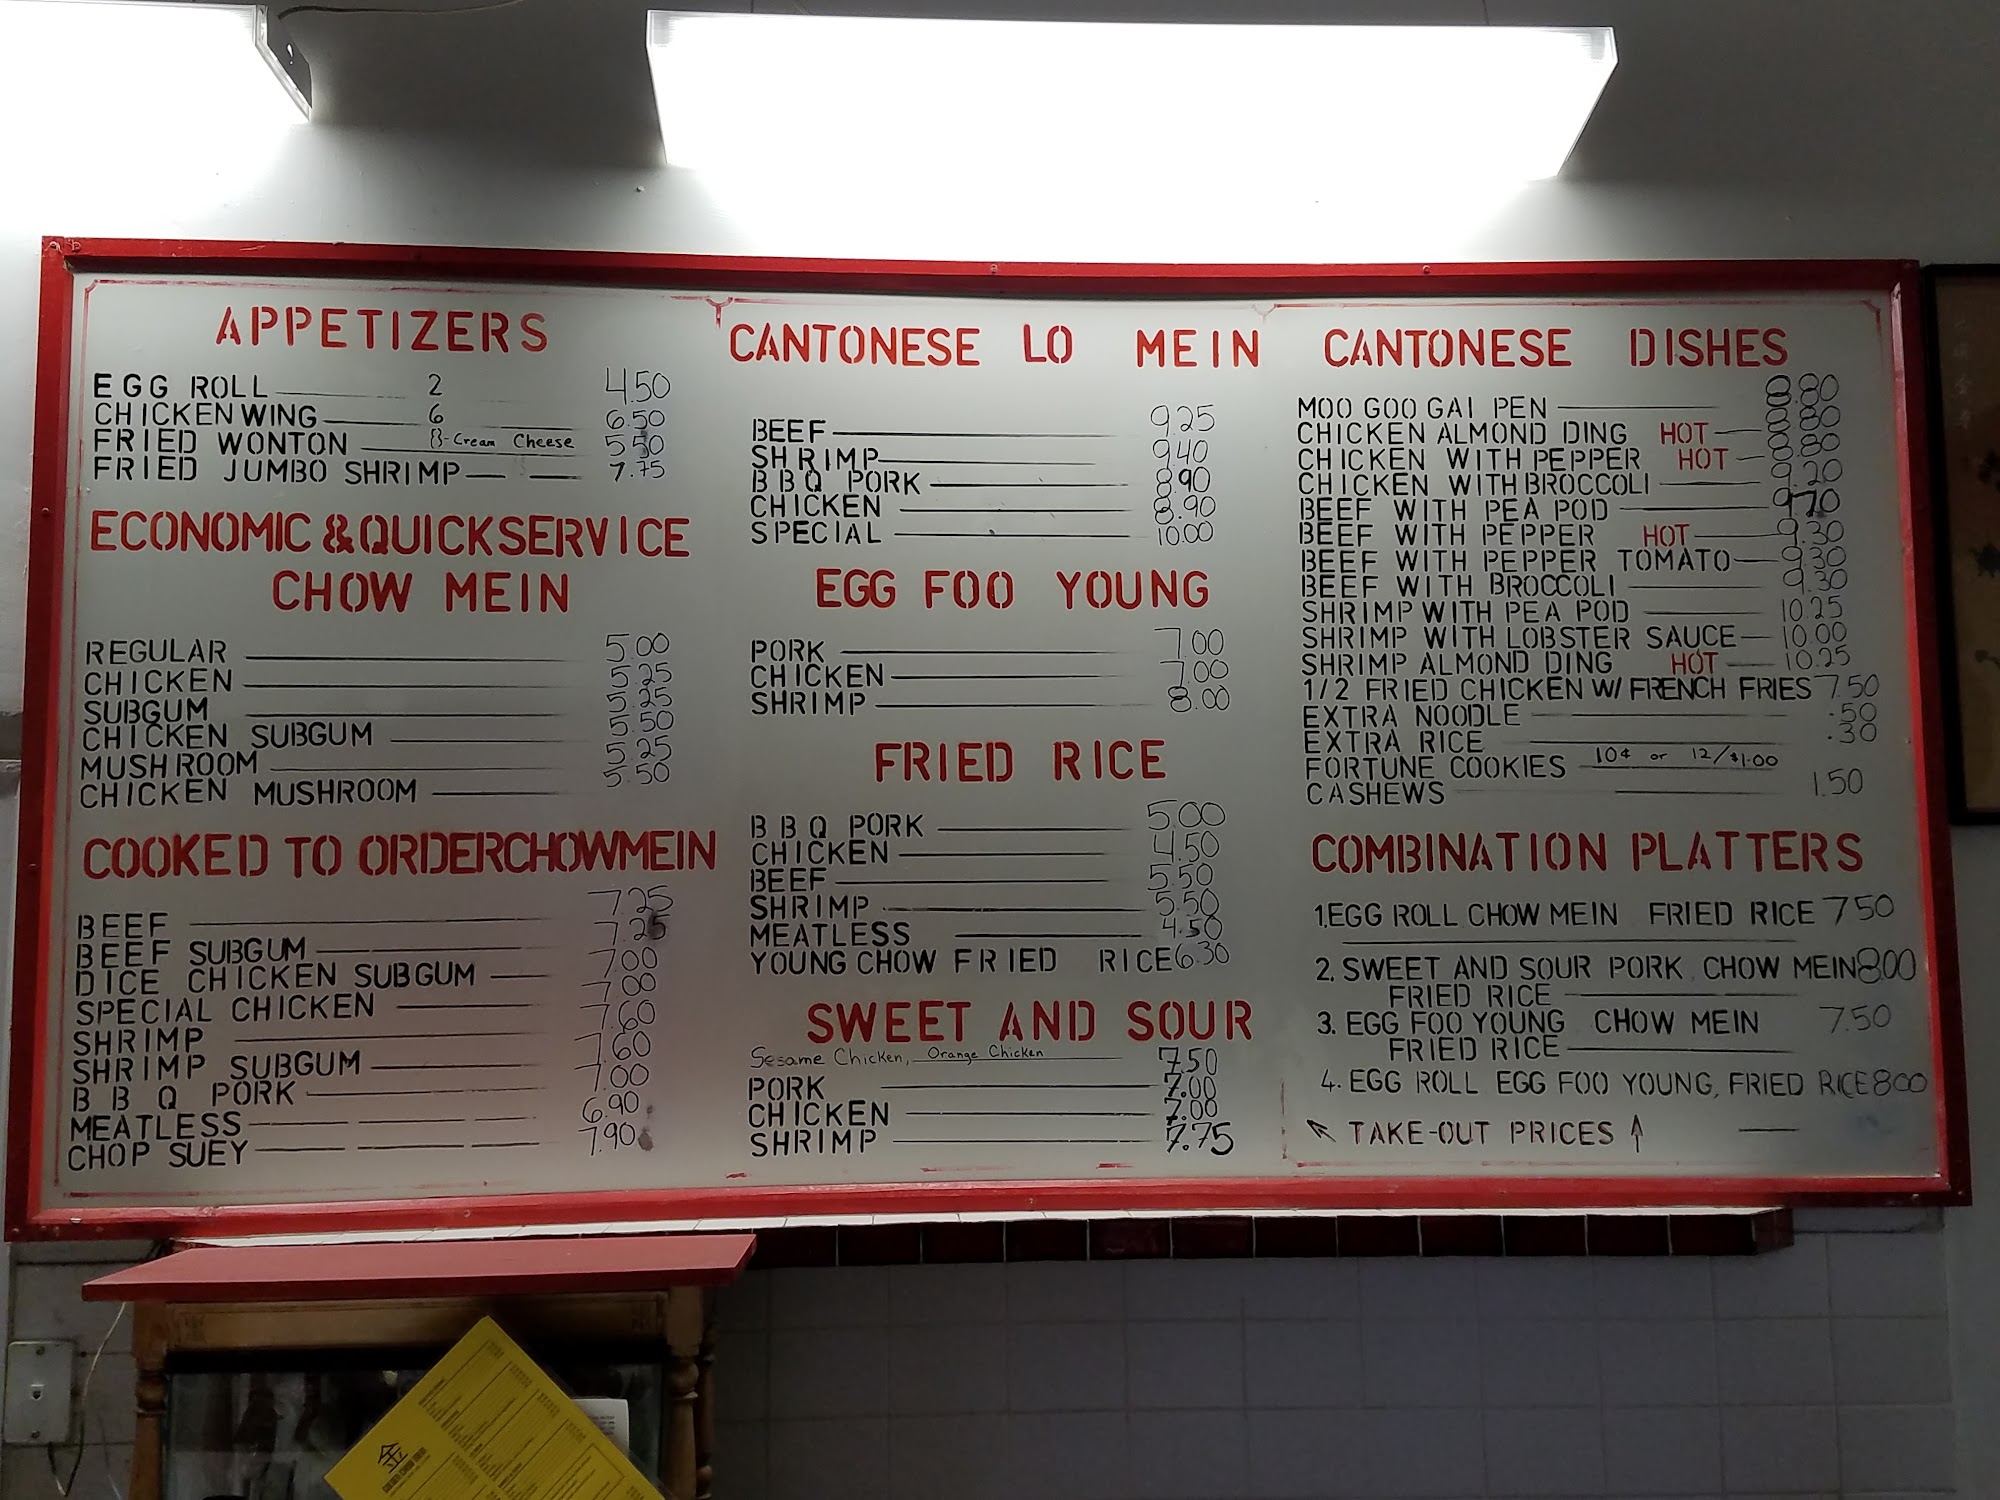 APPETIZERS
EGG ROLL 2 4.50
CHICKEN WING 6 6.50
FRIED WONTON 8-Cream Cheese 5.50
FRIED JUMBO SHRIMP 7.75
ECONOMIC & QUICK SERVICE
CHOW MEIN
REGULAR 5.00
CHICKEN 5.25
SUBGUM 5.25
CHICKEN SUBGUM 5.50
MUSHROOM 5.25
CHICKEN MUSHROOM 5.50
COOKED TO ORDER CHOW MEIN
BEEF 7.25
BEEF SUBGUM 7.25
DICE CHICKEN SUBGUM 7.00
SPECIAL CHICKEN 7.00
SHRIMP 7.60
SHRIMP SUBGUM 7.60
B B Q PORK 7.00
MEATLESS 6.90
CHOP SUEY 7.90
CANTONESE LO MEIN
BEEF 9.25
SHRIMP 9.40
B B Q PORK 8.90
CHICKEN 8.90
SPECIAL 10.00
EGG FOO YOUNG
PORK 7.00
CHICKEN 7.00
SHRIMP 8.00
FRIED RICE
B B Q PORK 5.00
CHICKEN 4.50
BEEF 5.50
SHRIMP 5.50
MEATLESS 4.50
YOUNG CHOW FRIED RICE 6.30
SWEET AND SOUR
Sesame Chicken, Orange Chicken 7.50
PORK 7.00
CHICKEN 7.00
SHRIMP 7.75
CANTONESE DISHES
MOO GOO GAI PEN 8.80
CHICKEN ALMOND DING HOT 8.80
CHICKEN WITH PEPPER HOT 8.80
CHICKEN WITH BROCCOLI 9.20
BEEF WITH PEA POD 9.70
BEEF WITH PEPPER HOT 9.30
BEEF WITH PEPPER TOMATO 9.30
BEEF WITH BROCCOLI 9.30
SHRIMP WITH PEA POD 10.25
SHRIMP WITH LOBSTER SAUCE 10.00
SHRIMP ALMOND DING HOT 10.25
1/2 FRIED CHICKEN W/ FRENCH FRIES 7.50
EXTRA NOODLE .50
EXTRA RICE .30
FORTUNE COOKIES 10¢ or 12/$1.00
CASHEWS 1.50
COMBINATION PLATTERS
1. EGG ROLL CHOW MEIN FRIED RICE 7.50
2. SWEET AND SOUR PORK, CHOW MEIN 8.00
FRIED RICE
3. EGG FOO YOUNG CHOW MEIN 7.50
FRIED RICE
4. EGG ROLL EGG FOO YOUNG, FRIED RICE 8.00
↖ TAKE-OUT PRICES ↑
金